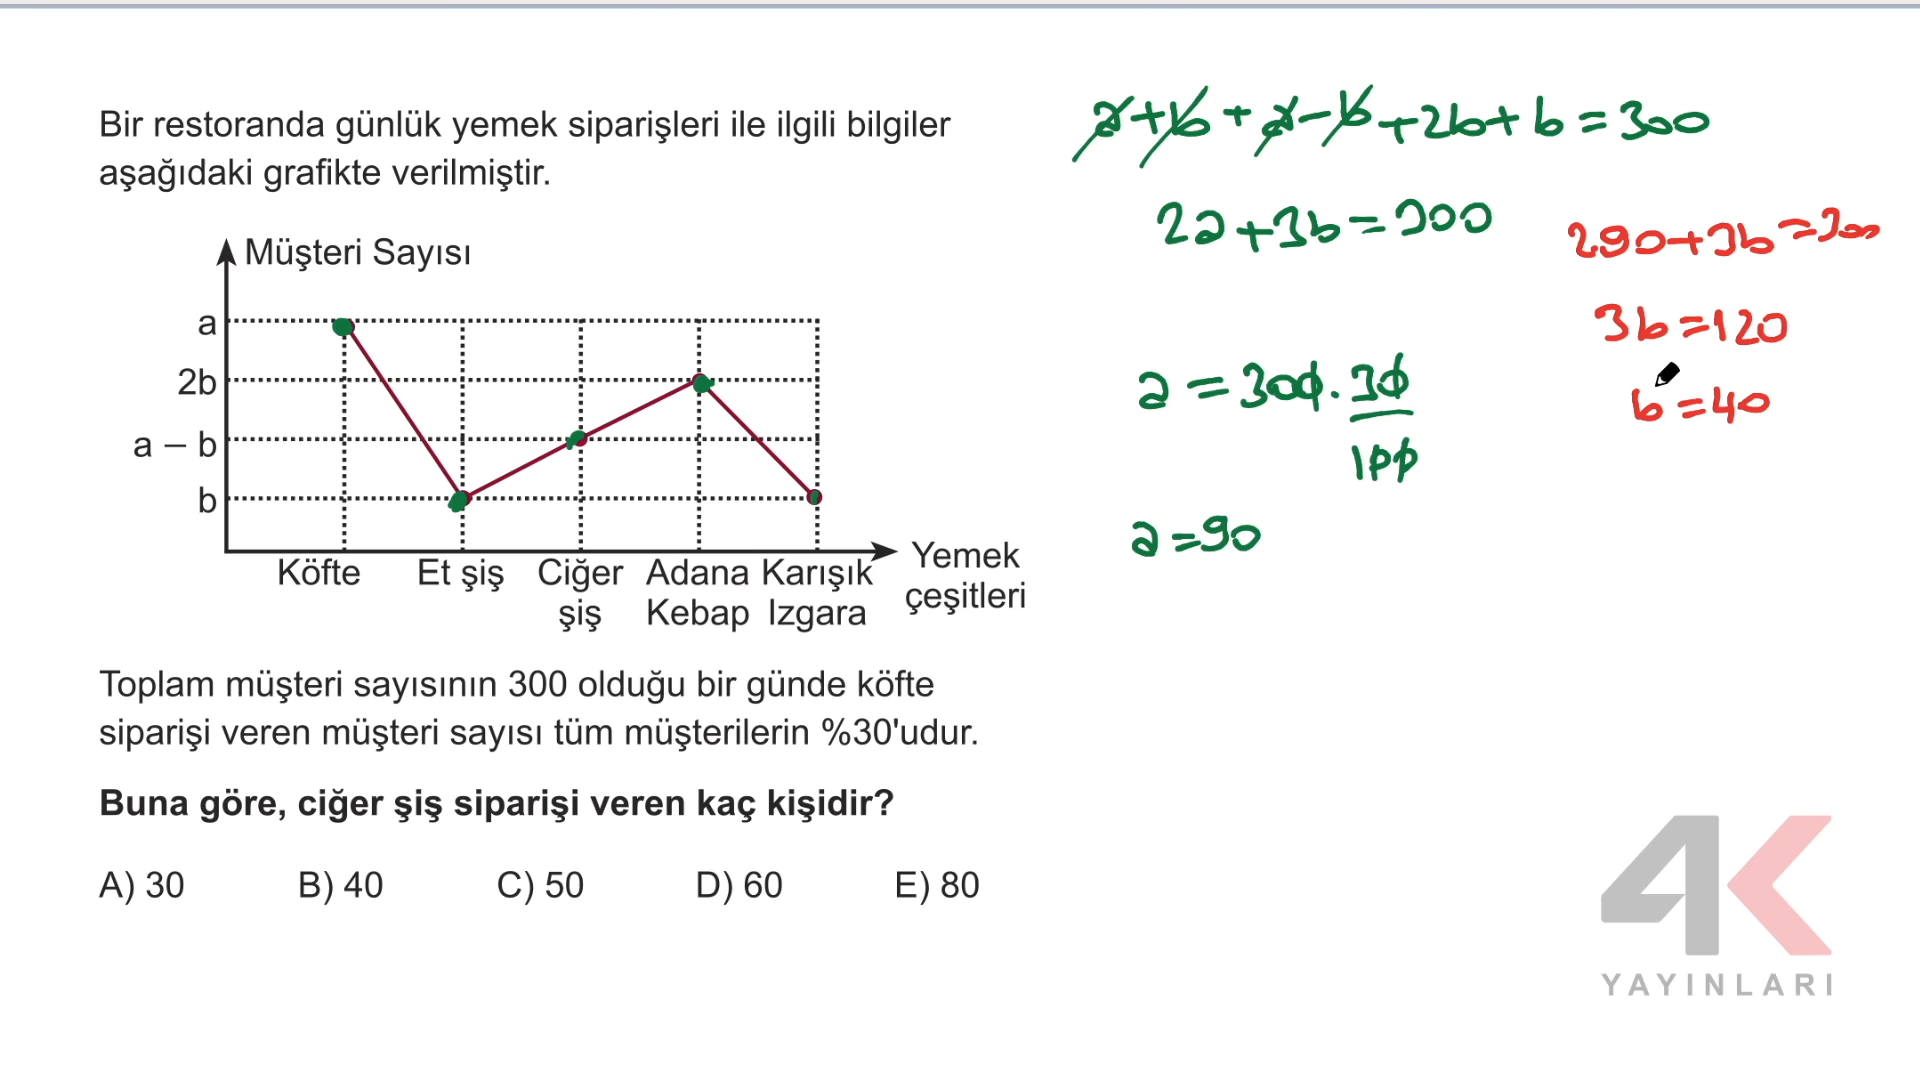 Bir restoranda günlük yemek siparişleri ile ilgili bilgiler
aşağıdaki grafikte verilmiştir.
Müşteri Sayısı
a
2b
a – b
b
Köfte
Et şiş
Ciğer
şiş
Adana
Kebap
Karışık
Izgara
Yemek
çeşitleri
Toplam müşteri sayısının 300 olduğu bir günde köfte
siparişi veren müşteri sayısı tüm müşterilerin %30'udur.
Buna göre, ciğer şiş siparişi veren kaç kişidir?
A) 30 B) 40 C) 50 D) 60 E) 80
a+b+a-b+2b+b=300
2a+3b=300
a=300.30
100
a=90
290+3b=300
3b=120
b=40
4K
YAYINLARI